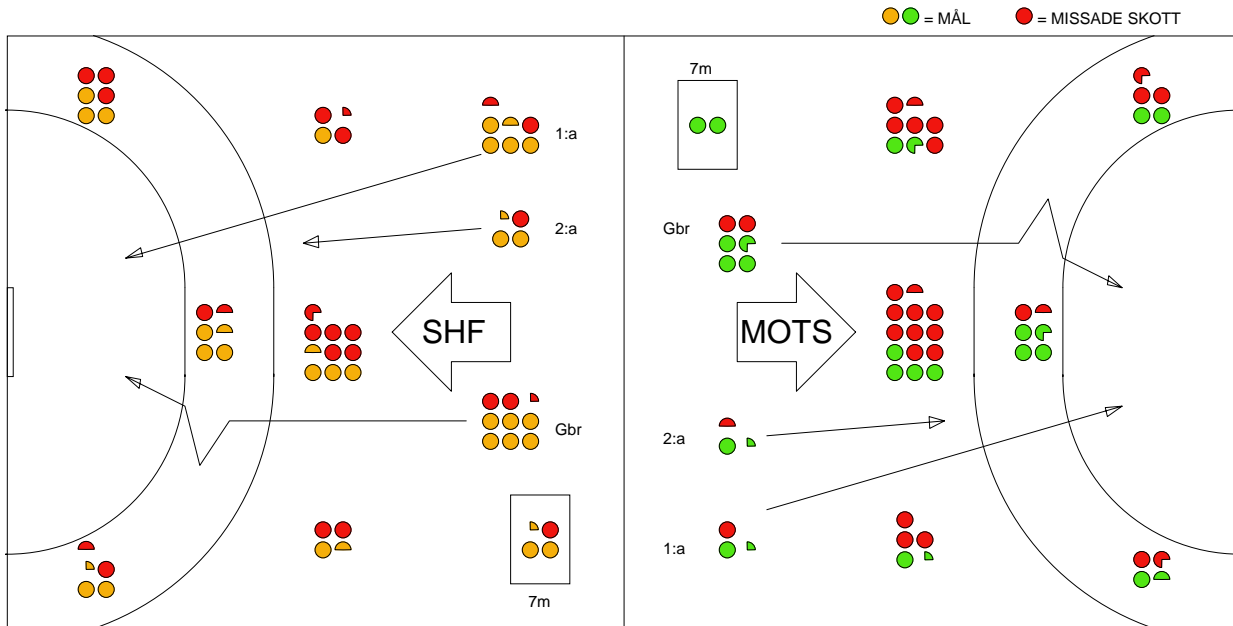 = MÅL = MISSADE SKOTT
7m
1:a
Gbr
2:a
SHF
MOTS
Gbr
2:a
1:a
7m